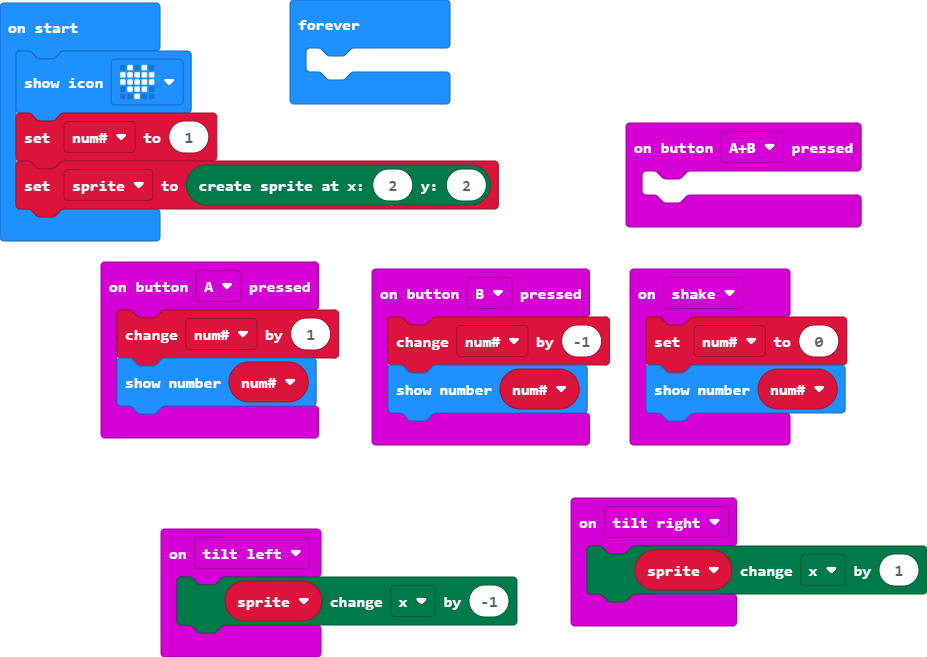 on start
show icon
set num# to 1
set sprite to create sprite at x: 2 y: 2
forever
on button A+B pressed
on button A pressed
change num# by 1
show number num#
on button B pressed
change num# by -1
show number num#
on shake
set num# to 0
show number num#
on tilt left
sprite change x by -1
on tilt right
sprite change x by 1